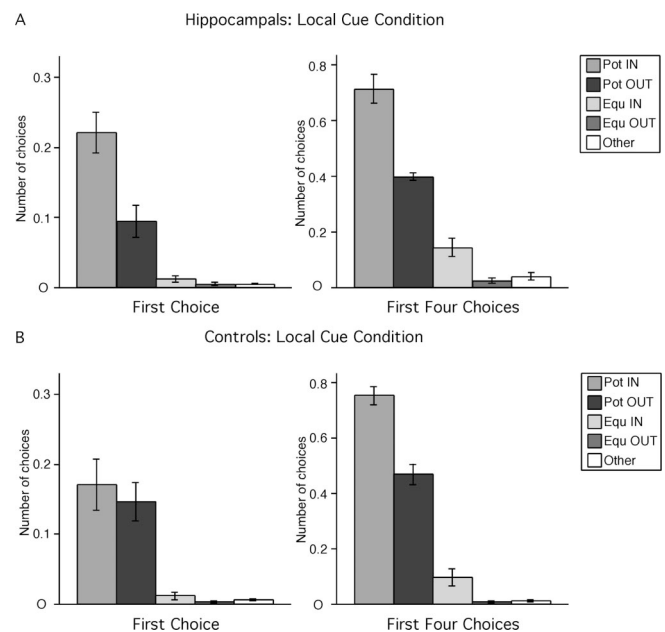 A
Hippocampals: Local Cue Condition
Number of choices
0.3
0.2
0.1
0
First Choice
Number of choices
0.8
0.6
0.4
0.2
0
First Four Choices
Pot IN
Pot OUT
Equ IN
Equ OUT
Other
B
Controls: Local Cue Condition
Number of choices
0.3
0.2
0.1
0
First Choice
Number of choices
0.8
0.6
0.4
0.2
0
First Four Choices
Pot IN
Pot OUT
Equ IN
Equ OUT
Other